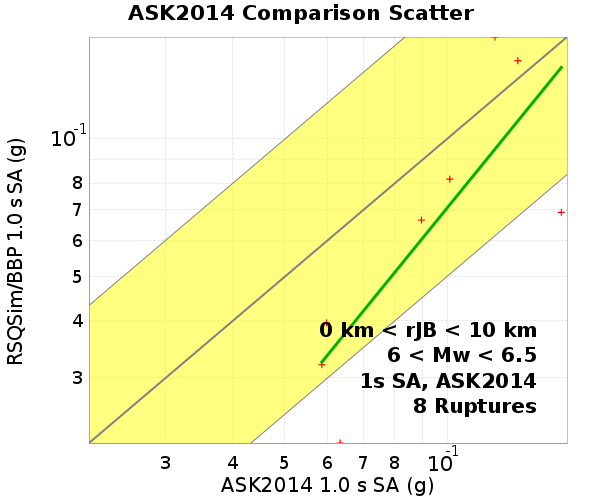 ASK2014 Comparison Scatter
RSQSim/BBP 1.0 s SA (g)
10-1
8
7
6
5
4
3
0 km < rJB < 10 km
6 < Mw < 6.5
1s SA, ASK2014
8 Ruptures
3 4 5 6 7 8 10-1
ASK2014 1.0 s SA (g)